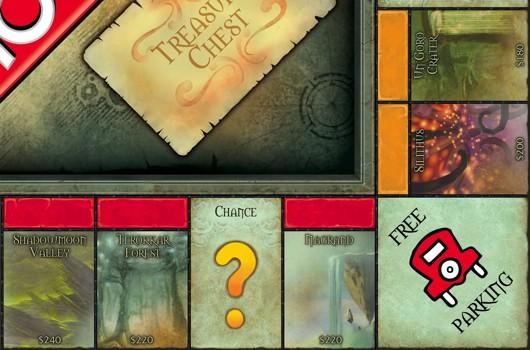 TREASURE
CHEST
UN'GORO
CRATER
$180
SILITHUS
$200
SHADOWMOON
VALLEY
$240
TEROKKAR
FOREST
$220
CHANCE
?
NAGRAND
$220
FREE
PARKING